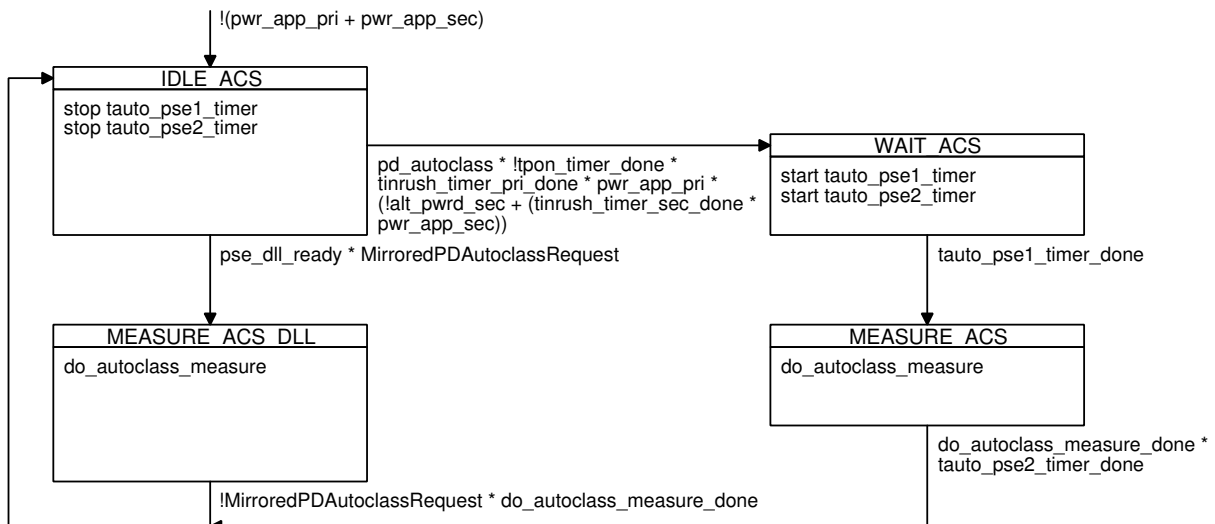 !(pwr_app_pri + pwr_app_sec)
IDLE_ACS
stop tauto_pse1_timer
stop tauto_pse2_timer
pd_autoclass * !tpon_timer_done *
tinrush_timer_pri_done * pwr_app_pri *
(!alt_pwrd_sec + (tinrush_timer_sec_done *
pwr_app_sec))
WAIT_ACS
start tauto_pse1_timer
start tauto_pse2_timer
pse_dll_ready * MirroredPDAutoclassRequest
tauto_pse1_timer_done
MEASURE_ACS_DLL
do_autoclass_measure
MEASURE_ACS
do_autoclass_measure
do_autoclass_measure_done *
tauto_pse2_timer_done
!MirroredPDAutoclassRequest * do_autoclass_measure_done